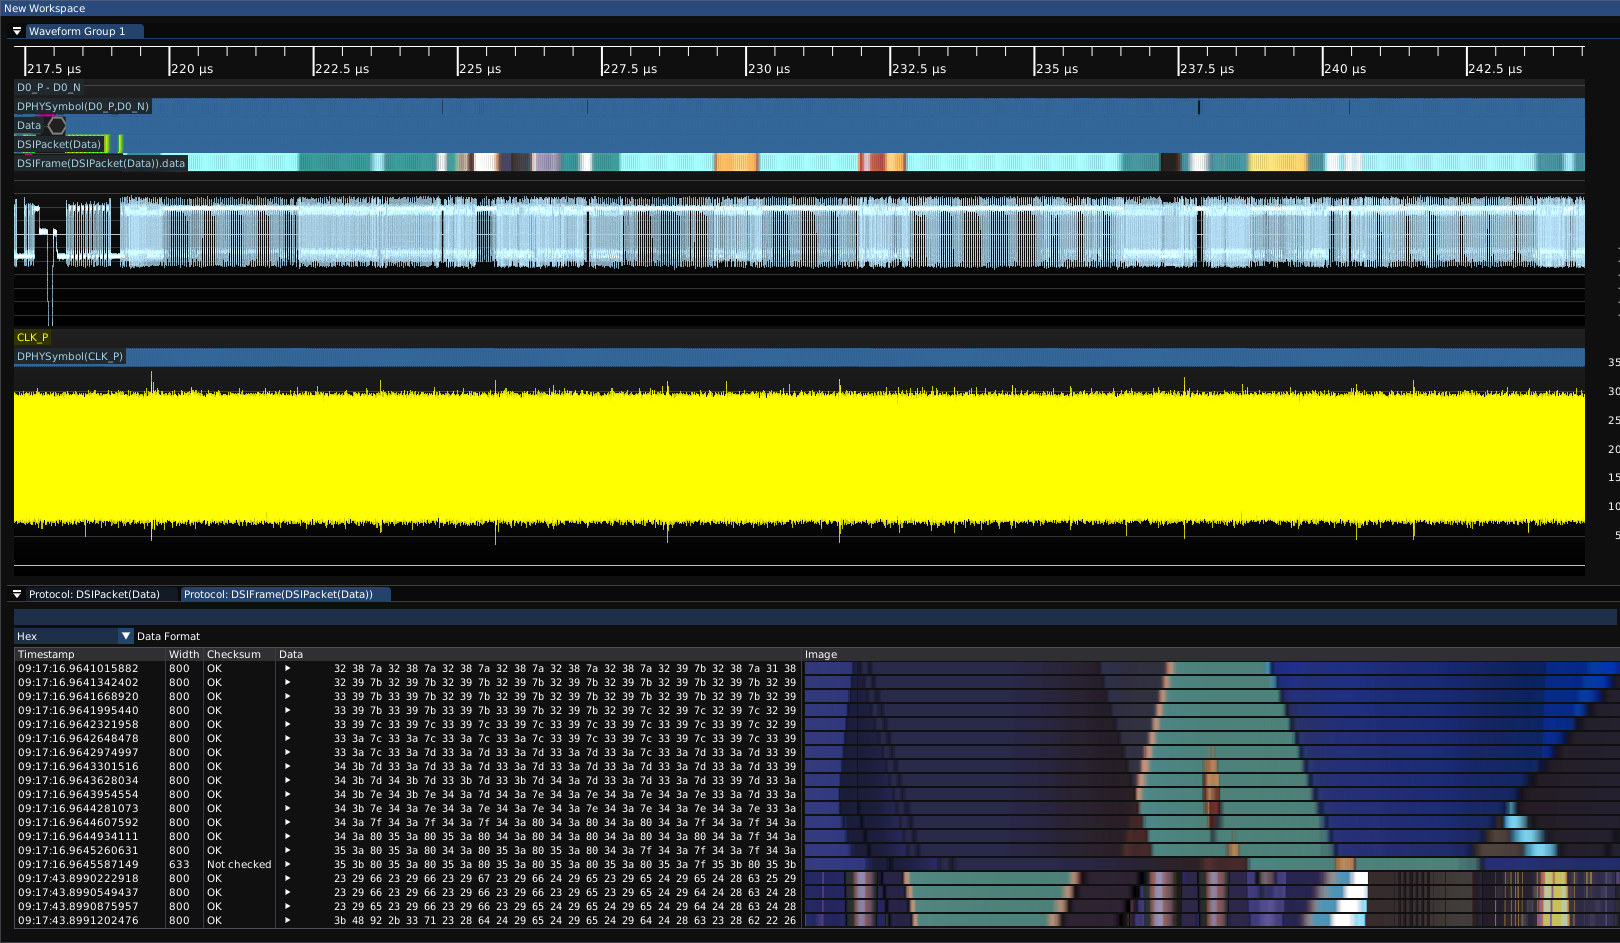 New Workspace
Waveform Group 1
217.5 µs 220 µs 222.5 µs 225 µs 227.5 µs 230 µs 232.5 µs 235 µs 237.5 µs 240 µs 242.5 µs
D0_P - D0_N
DPHYSymbol(D0_P,D0_N)
Data
DSIPacket(Data)
DSIFrame(DSIPacket(Data)).data
CLK_P
DPHYSymbol(CLK_P)
35
30
25
20
15
10
5
Protocol: DSIPacket(Data) Protocol: DSIFrame(DSIPacket(Data))
Hex Data Format
Timestamp Width Checksum Data Image
09:17:16.9641015882 800 OK 32 38 7a 32 38 7a 32 38 7a 32 38 7a 32 38 7a 32 38 7a 32 39 7b 32 38 7a 31 38
09:17:16.9641342402 800 OK 32 39 7b 32 39 7b 32 39 7b 32 39 7b 32 39 7b 32 39 7b 32 39 7b 32 39 7b 32 39
09:17:16.9641668920 800 OK 33 39 7b 33 39 7b 32 39 7b 32 39 7b 32 39 7b 32 39 7b 32 39 7b 32 39 7b 32 39
09:17:16.9641995440 800 OK 33 39 7b 33 39 7b 33 39 7b 32 39 7b 33 39 7b 32 39 7c 32 39 7c 32 39 7c 32 39
09:17:16.9642321958 800 OK 33 39 7c 33 39 7c 33 39 7c 33 39 7c 33 39 7c 33 39 7c 33 39 7c 33 39 7c 32 39
09:17:16.9642648478 800 OK 33 3a 7c 33 3a 7c 33 3a 7c 33 3a 7c 33 3a 7c 33 3a 7c 33 3a 7c 33 3a 7d 33 39
09:17:16.9642974997 800 OK 33 3a 7c 33 3a 7d 33 3a 7d 33 3a 7d 33 3a 7d 33 3a 7d 33 3a 7d 33 3a 7d 33 39
09:17:16.9643301516 800 OK 34 3b 7d 34 3a 7d 33 3a 7d 33 3a 7d 33 3a 7d 33 3a 7d 33 3a 7d 33 3a 7d 33 39
09:17:16.9643628034 800 OK 34 3b 7d 34 3b 7d 33 3b 7d 33 3b 7d 34 3a 7d 33 3a 7d 33 3a 7d 33 39 7d 33 3a
09:17:16.9643954554 800 OK 34 3b 7e 34 3b 7e 34 3a 7d 34 3a 7e 34 3a 7e 34 3a 7e 34 3a 7e 33 3a 7d 33 3a
09:17:16.9644281073 800 OK 34 3b 7e 34 3a 7e 34 3a 7e 34 3a 7e 34 3a 7e 34 3a 7e 34 3a 7e 33 3a 7d 33 3a
09:17:16.9644607592 800 OK 34 3a 7f 34 3a 7f 34 3a 7f 34 3a 80 34 3a 80 34 3a 80 34 3a 7f 34 3a 7f 34 3a
09:17:16.9644934111 800 OK 34 3a 80 35 3a 80 35 3a 80 34 3a 80 34 3a 80 34 3a 80 34 3a 80 34 3a 7f 34 3a
09:17:16.9645260631 800 OK 35 3a 80 35 3a 80 34 3a 80 35 3a 80 34 3a 7f 34 3a 7f 34 3a 7f 34 3a 7f 34 3a
09:17:16.9645587149 633 Not checked 35 3b 80 35 3a 80 35 3a 80 35 3a 80 35 3a 80 35 3a 80 35 3a 7f 35 3b 80 35 3b
09:17:43.8990222918 800 OK 23 29 66 23 29 66 23 29 67 23 29 66 24 29 65 23 29 65 24 29 64 24 28 63 25 29
09:17:43.8990549437 800 OK 23 29 66 23 29 66 23 29 66 23 29 66 24 29 65 23 29 65 24 29 64 24 28 63 24 28
09:17:43.8990875957 800 OK 23 29 65 23 29 66 23 29 66 24 29 65 24 29 65 24 29 65 24 29 64 24 28 63 24 28
09:17:43.8991202476 800 OK 3b 48 92 2b 33 71 23 28 64 24 29 65 24 29 65 24 29 65 24 29 64 24 28 63 23 28 62 22 26